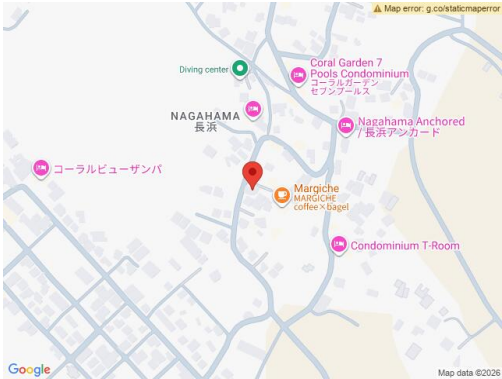 Map error: g.co/staticmaperror
Coral Garden 7
Pools Condominium
コーラルガーデン
セブンプールス
Diving center
NAGAHAMA
長浜
Nagahama Anchored
/ 長浜アンカード
コーラルビューザンパ
Margiche
MARGICHE
coffee×bagel
Condominium T-Room
Google
Map data ©2026